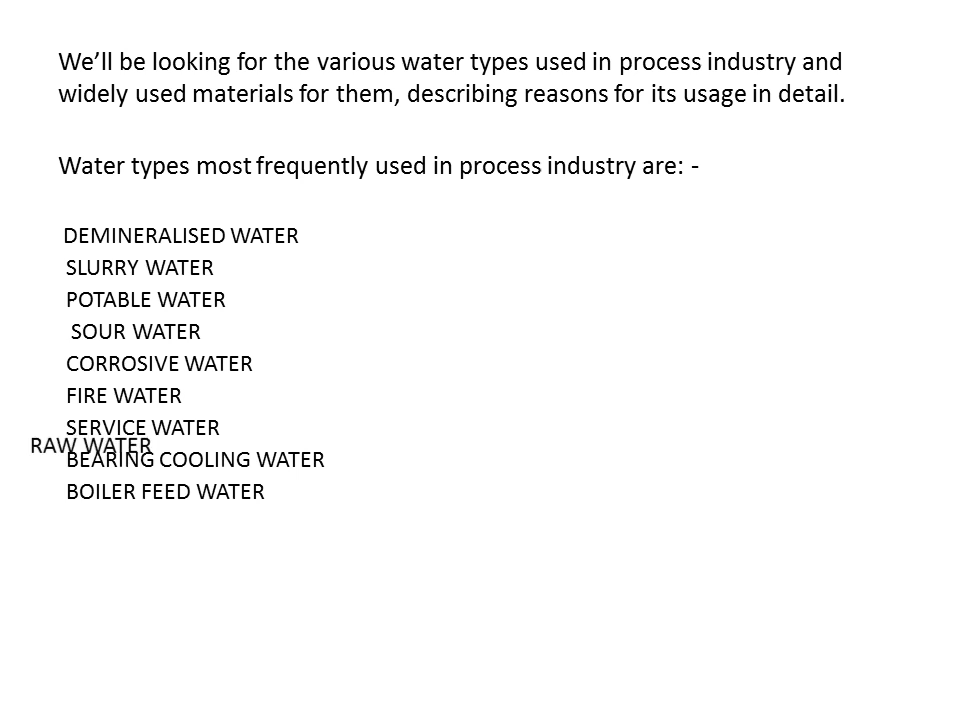 We’ll be looking for the various water types used in process industry and
widely used materials for them, describing reasons for its usage in detail.
Water types most frequently used in process industry are: -
DEMINERALISED WATER
SLURRY WATER
POTABLE WATER
SOUR WATER
CORROSIVE WATER
FIRE WATER
SERVICE WATER
RAW WATER
BEARING COOLING WATER
BOILER FEED WATER